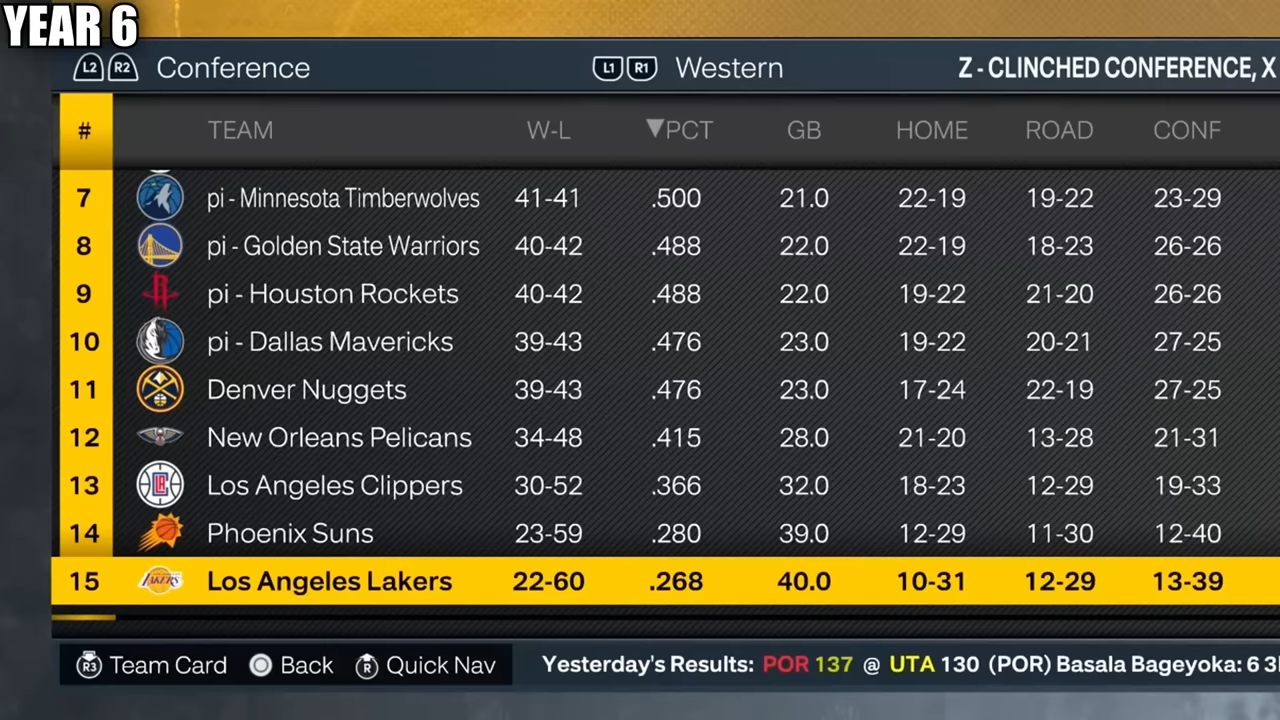 YEAR 6
L2 R2 Conference L1 R1 Western Z - CLINCHED CONFERENCE, X
# TEAM W-L ▼PCT GB HOME ROAD CONF
7 pi - Minnesota Timberwolves 41-41 .500 21.0 22-19 19-22 23-29
8 pi - Golden State Warriors 40-42 .488 22.0 22-19 18-23 26-26
9 pi - Houston Rockets 40-42 .488 22.0 19-22 21-20 26-26
10 pi - Dallas Mavericks 39-43 .476 23.0 19-22 20-21 27-25
11 Denver Nuggets 39-43 .476 23.0 17-24 22-19 27-25
12 New Orleans Pelicans 34-48 .415 28.0 21-20 13-28 21-31
13 Los Angeles Clippers 30-52 .366 32.0 18-23 12-29 19-33
14 Phoenix Suns 23-59 .280 39.0 12-29 11-30 12-40
15 LAKERS Los Angeles Lakers 22-60 .268 40.0 10-31 12-29 13-39
R3 Team Card Back R Quick Nav Yesterday's Results: POR 137 @ UTA 130 (POR) Basala Bageyoka: 6 3